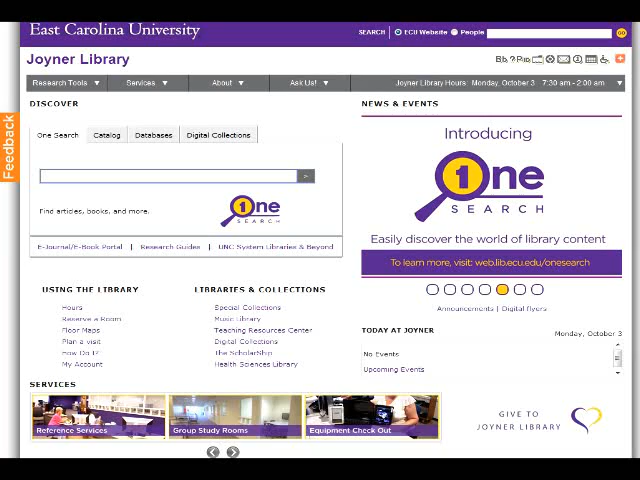 East Carolina University
SEARCH ECU Website People GO
Joyner Library
Research Tools Services About Ask Us! Joyner Library Hours: Monday, October 3 7:30 am - 2:00 am
Feedback
DISCOVER
One Search Catalog Databases Digital Collections
>
Find articles, books, and more.
1One
SEARCH
E-Journal/E-Book Portal | Research Guides | UNC System Libraries & Beyond
USING THE LIBRARY
Hours
Reserve a Room
Floor Maps
Plan a visit
How Do I?
My Account
LIBRARIES & COLLECTIONS
Special Collections
Music Library
Teaching Resources Center
Digital Collections
The ScholarShip
Health Sciences Library
NEWS & EVENTS
Introducing
1One
SEARCH
Easily discover the world of library content
To learn more, visit: web.lib.ecu.edu/onesearch
Announcements | Digital flyers
TODAY AT JOYNER Monday, October 3
No Events
Upcoming Events
SERVICES
Reference Services
Group Study Rooms
Equipment Check Out
GIVE TO
JOYNER LIBRARY